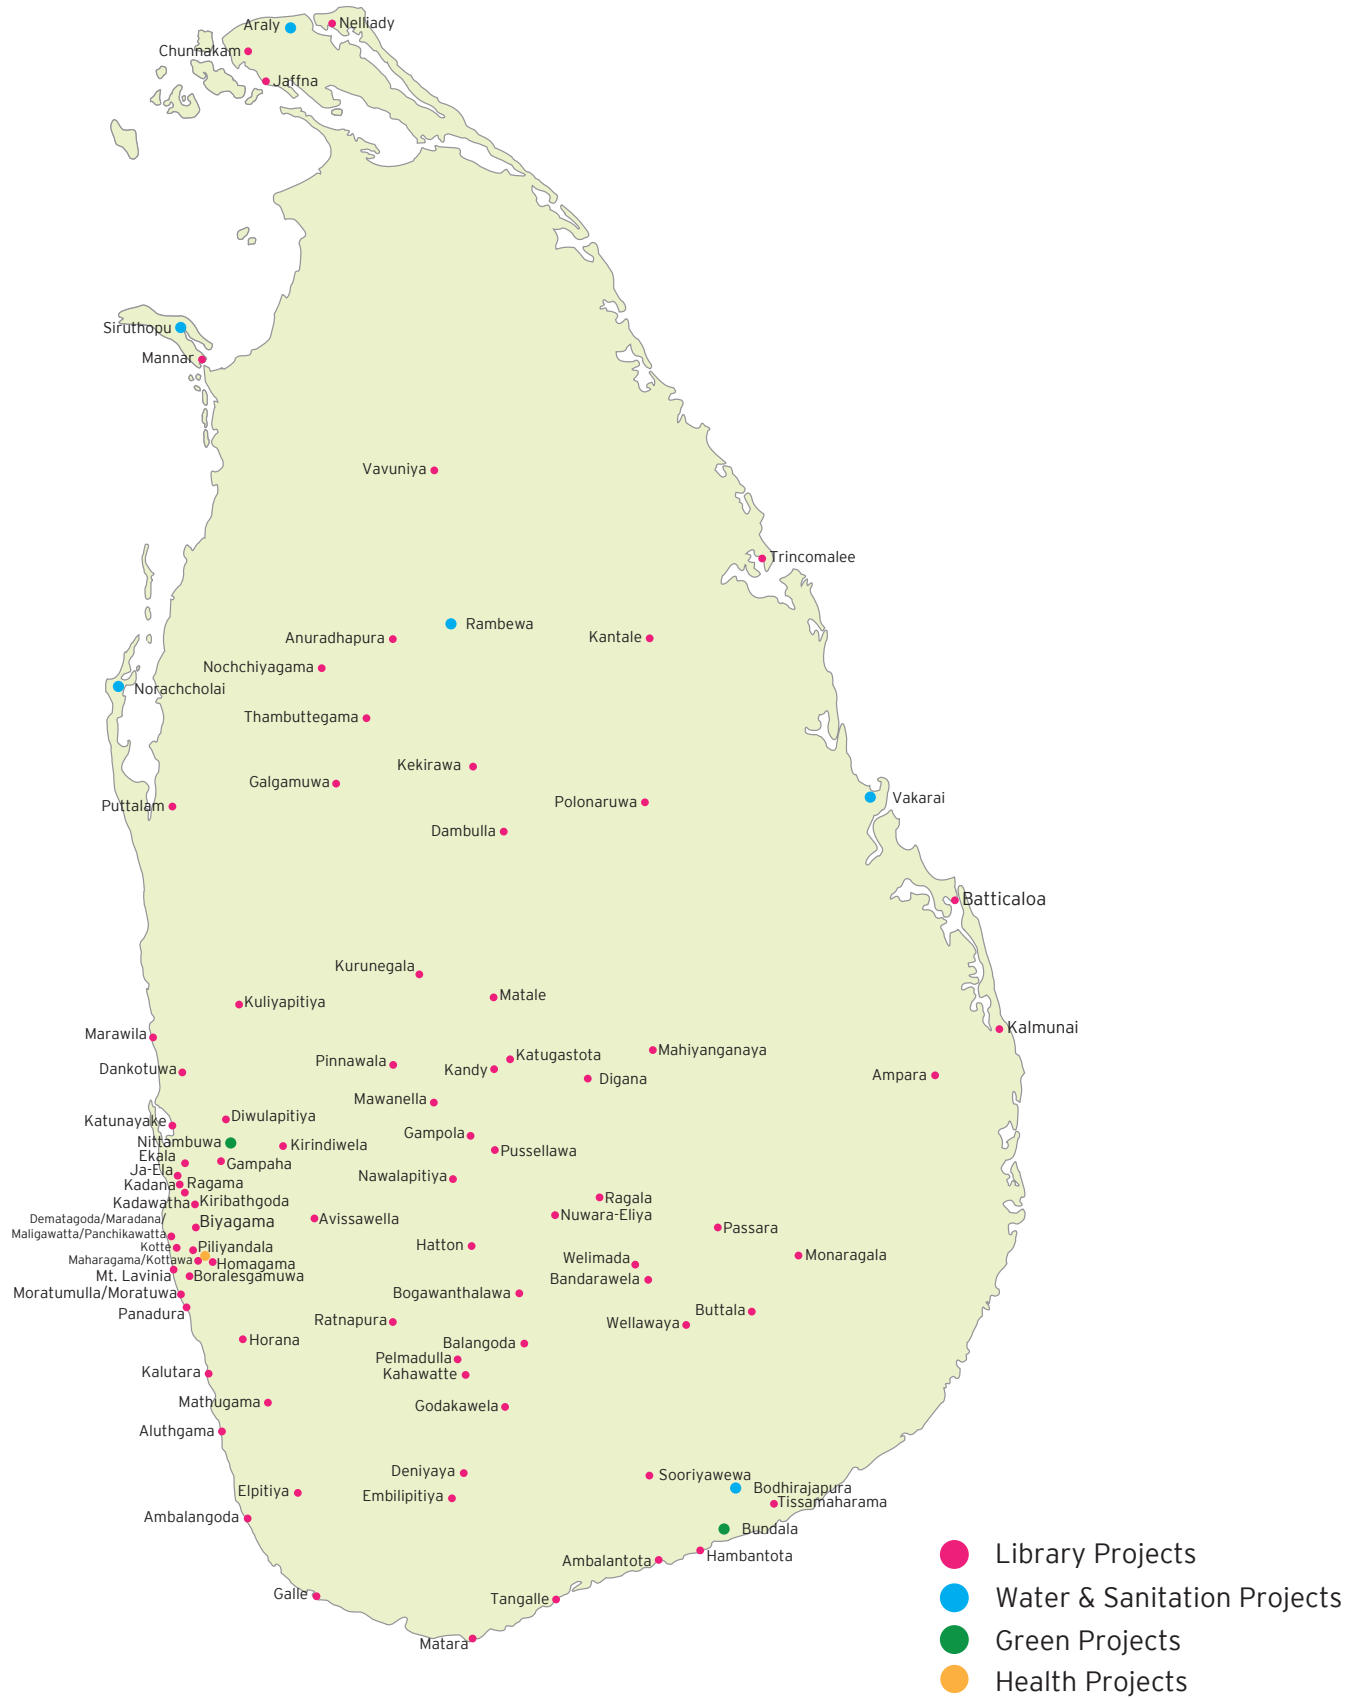 Araly
Nelliady
Chunnakam
Jaffna
Siruthopu
Mannar
Vavuniya
Trincomalee
Rambewa
Anuradhapura
Kantale
Nochchiyagama
Norachcholai
Thambuttegama
Kekirawa
Galgamuwa
Puttalam
Polonaruwa
Vakarai
Dambulla
Batticaloa
Kurunegala
Matale
Kuliyapitiya
Marawila
Kalmunai
Mahiyanganaya
Katugastota
Pinnawala
Kandy
Dankotuwa
Digana
Ampara
Mawanella
Diwulapitiya
Katunayake
Gampola
Nittambuwa
Kirindiwela
Pussellawa
Ekala
Gampaha
Ja-Ela
Nawalapitiya
Kadana
Ragama
Ragala
Kadawatha
Kiribathgoda
Nuwara-Eliya
Dematagoda/Maradana/
Maligawatta/Panchikawatta
Biyagama
Avissawella
Passara
Kotte
Piliyandala
Hatton
Monaragala
Maharagama/Kottawa
Homagama
Welimada
Mt. Lavinia
Boralesgamuwa
Bandarawela
Moratumulla/Moratuwa
Bogawanthalawa
Panadura
Buttala
Ratnapura
Wellawaya
Horana
Balangoda
Pelmadulla
Kalutara
Kahawatte
Mathugama
Godakawela
Aluthgama
Deniyaya
Sooriyawewa
Elpitiya
Embilipitiya
Bodhirajapura
Tissamaharama
Ambalangoda
Bundala
Hambantota
Ambalantota
Galle
Tangalle
Matara
Library Projects
Water & Sanitation Projects
Green Projects
Health Projects